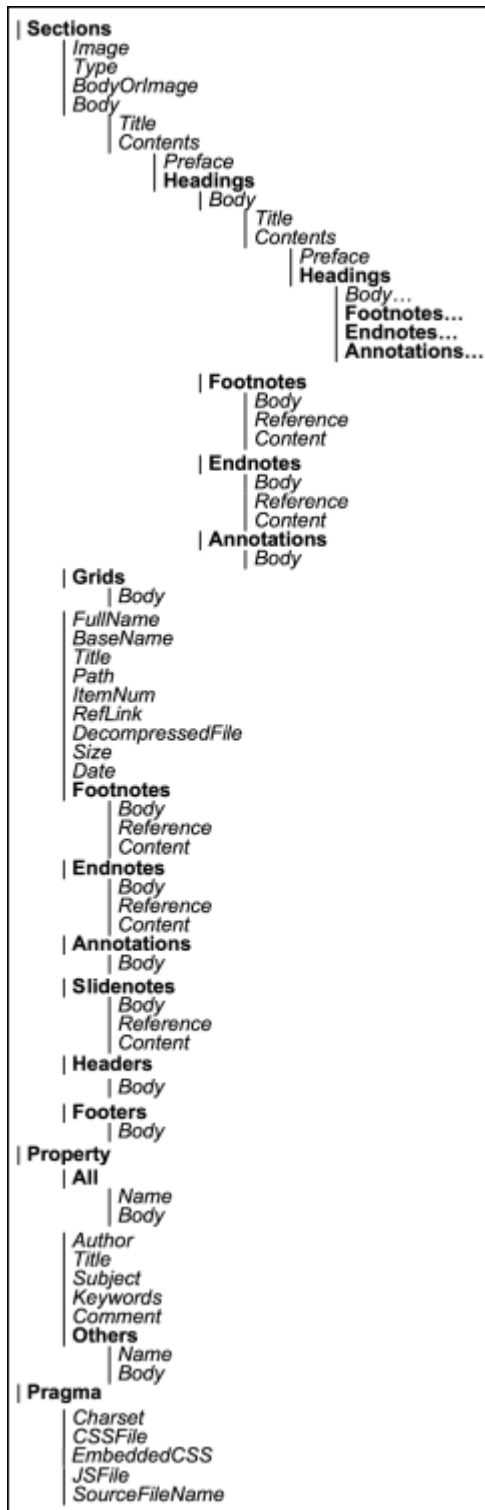 | Sections
| Image
| Type
| BodyOrImage
| Body
| Title
| Contents
| Preface
| Headings
| Body
| Title
| Contents
| Preface
| Headings
| Body…
| Footnotes…
| Endnotes…
| Annotations…
| Footnotes
| Body
| Reference
| Content
| Endnotes
| Body
| Reference
| Content
| Annotations
| Body
| Grids
| Body
| FullName
| BaseName
| Title
| Path
| ItemNum
| RefLink
| DecompressedFile
| Size
| Date
| Footnotes
| Body
| Reference
| Content
| Endnotes
| Body
| Reference
| Content
| Annotations
| Body
| Slidenotes
| Body
| Reference
| Content
| Headers
| Body
| Footers
| Body
| Property
| All
| Name
| Body
| Author
| Title
| Subject
| Keywords
| Comment
| Others
| Name
| Body
| Pragma
| Charset
| CSSFile
| EmbeddedCSS
| JSFile
| SourceFileName